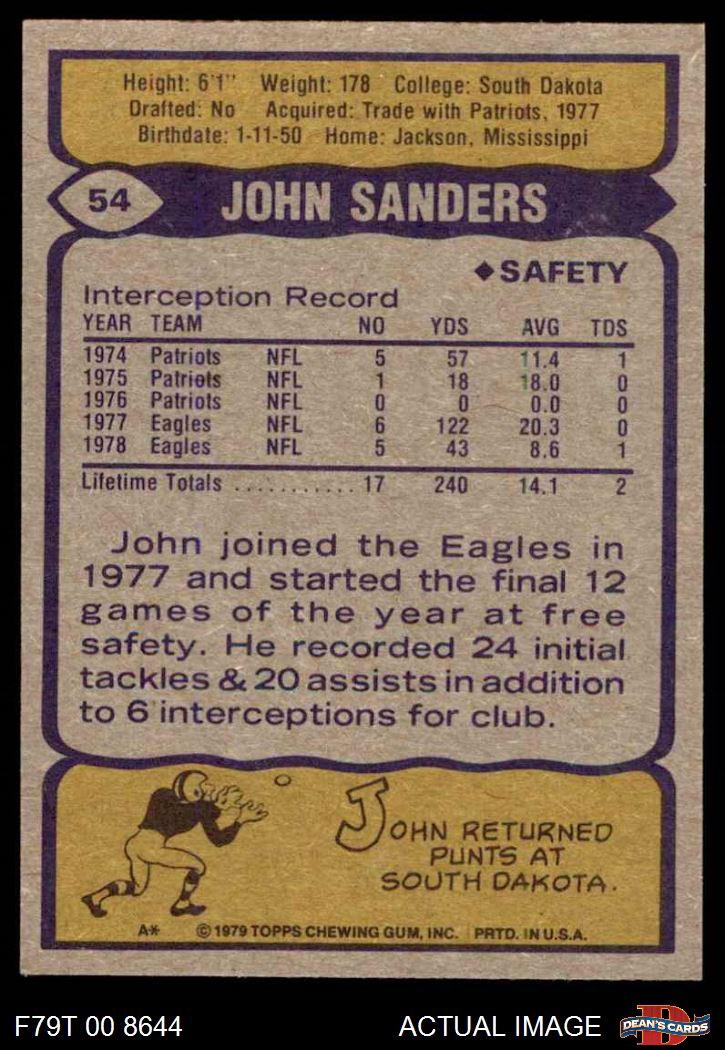 Height: 6'1" Weight: 178 College: South Dakota
Drafted: No Acquired: Trade with Patriots, 1977
Birthdate: 1-11-50 Home: Jackson, Mississippi
54 JOHN SANDERS
◆SAFETY
Interception Record
YEAR TEAM NO YDS AVG TDS
1974 Patriots NFL 5 57 11.4 1
1975 Patriots NFL 1 18 18.0 0
1976 Patriots NFL 0 0 0.0 0
1977 Eagles NFL 6 122 20.3 0
1978 Eagles NFL 5 43 8.6 1
Lifetime Totals ........... 17 240 14.1 2
John joined the Eagles in
1977 and started the final 12
games of the year at free
safety. He recorded 24 initial
tackles & 20 assists in addition
to 6 interceptions for club.
JOHN RETURNED
PUNTS AT
SOUTH DAKOTA.
A* ©1979 TOPPS CHEWING GUM, INC. PRTD. IN U.S.A.
F79T 00 8644 ACTUAL IMAGE D DEAN'S CARDS